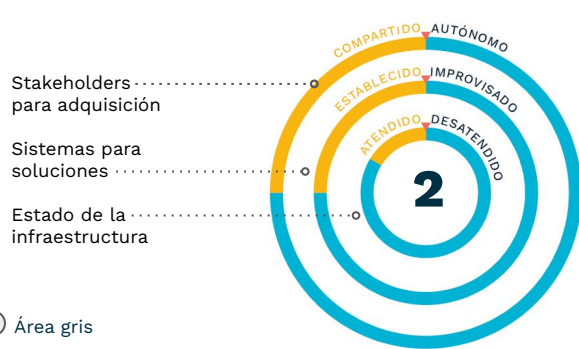 COMPARTIDO AUTÓNOMO
ESTABLECIDO IMPROVISADO
ATENDIDO DESATENDIDO
Stakeholders
para adquisición
Sistemas para
soluciones
Estado de la
infraestructura
2
Área gris